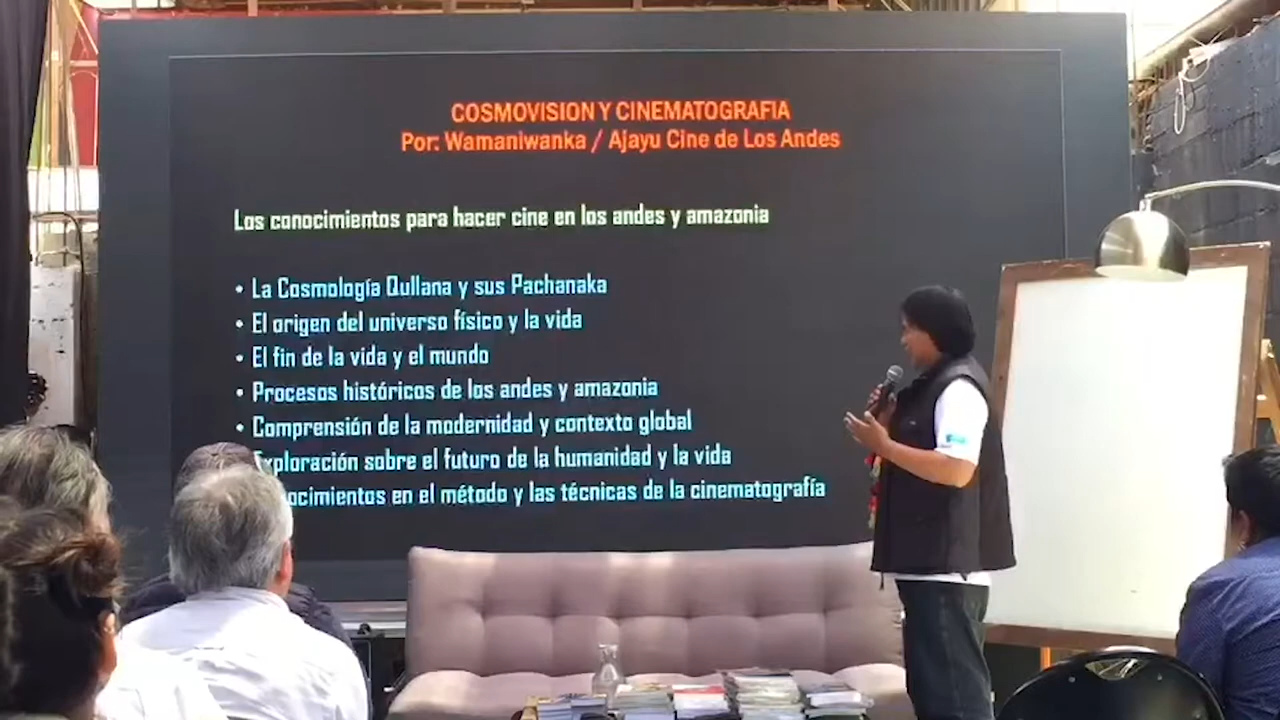 COSMOVISION Y CINEMATOGRAFIA
Por: Wamaniwanka / Ajayu Cine de Los Andes
Los conocimientos para hacer cine en los andes y amazonia
• La Cosmología Qullana y sus Pachanaka
• El origen del universo físico y la vida
• El fin de la vida y el mundo
• Procesos históricos de los andes y amazonia
• Comprensión de la modernidad y contexto global
Exploración sobre el futuro de la humanidad y la vida
ocimientos en el método y las técnicas de la cinematografía